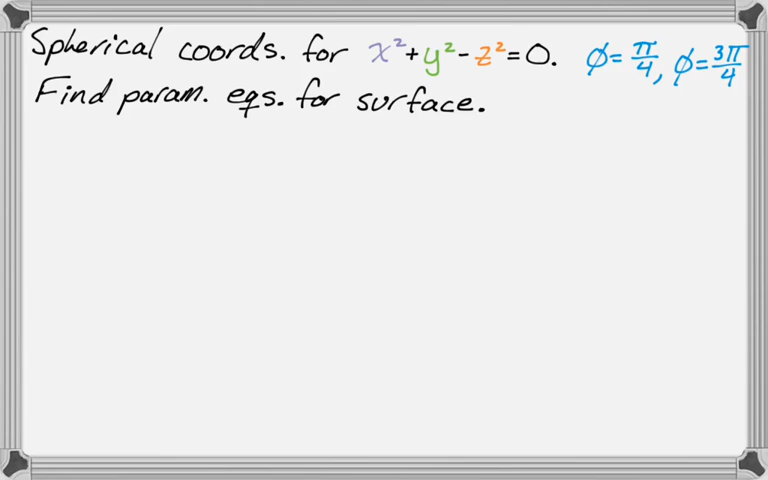 Spherical coords. for x²+y²-z²=0. φ=π/4, φ=3π/4
Find param. eqs. for surface.